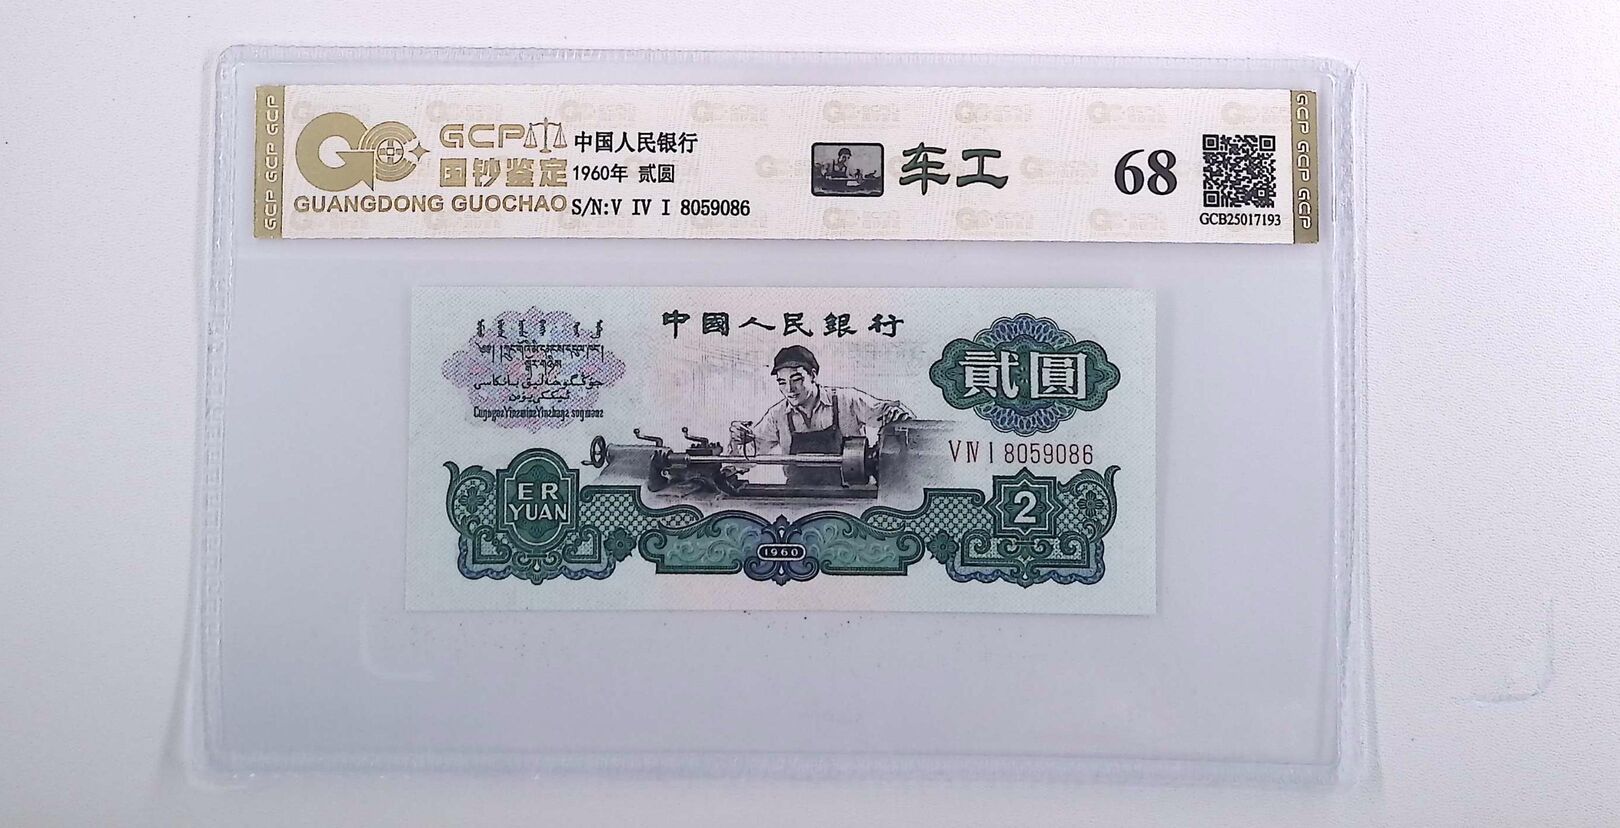 GCP GCP GCP
GCP
国钞鉴定
GUANGDONG GUOCHAO
中国人民银行
1960年 贰圆
S/N:V IV I 8059086
车工
68
GCB25017193
GCP GCP GCP
中國人民銀行
貳圓
V IV I 8059086
ER
YUAN
2
1960